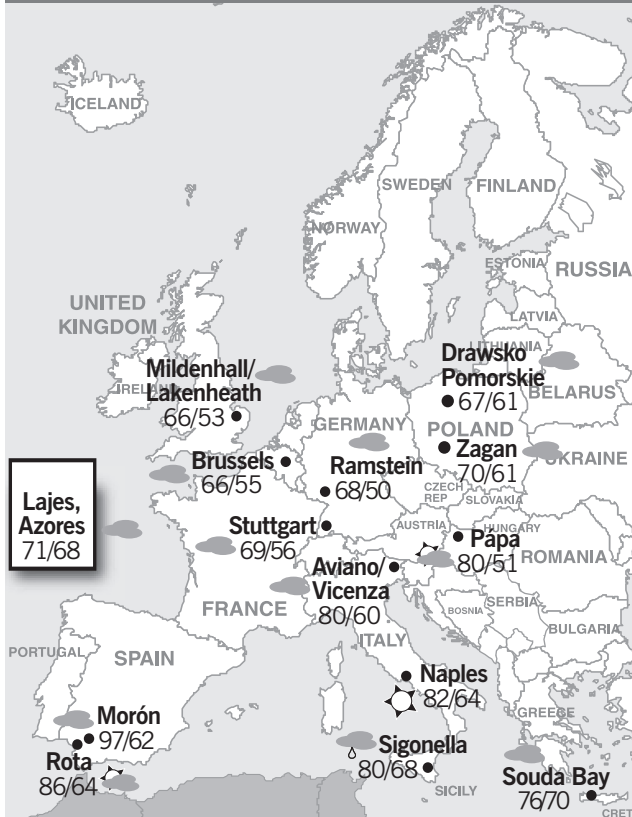 ICELAND
SWEDEN
FINLAND
NORWAY
ESTONIA
RUSSIA
LATVIA
LITHUANIA
UNITED
KINGDOM
IRELAND
Mildenhall/
Lakenheath
66/53
Drawsko
Pomorskie
67/61
BELARUS
GERMANY
POLAND
Zagan
70/61
UKRAINE
Brussels
66/55
Ramstein
68/50
CZECH
REP
SLOVAKIA
Lajes,
Azores
71/68
Stuttgart
69/56
AUSTRIA
HUNGARY
Pápa
80/51
ROMANIA
Aviano/
Vicenza
80/60
FRANCE
BOSNIA
SERBIA
BULGARIA
ITALY
PORTUGAL
SPAIN
Naples
82/64
GREECE
Morón
97/62
Rota
86/64
Sigonella
80/68
SICILY
Souda Bay
76/70
CRET